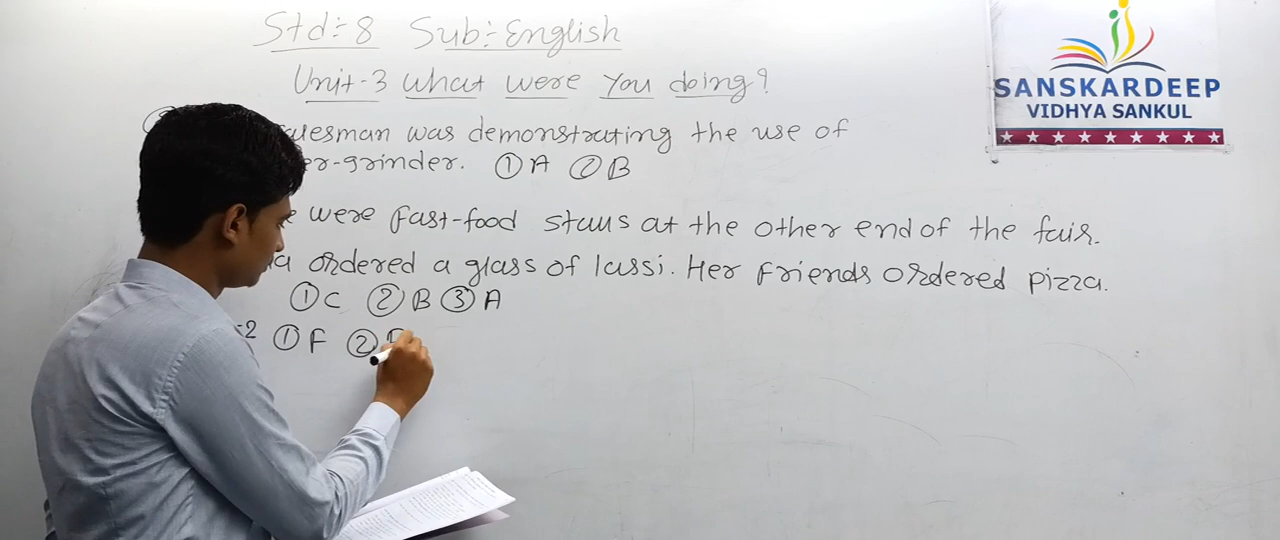 Std:- 8 Sub:- English
Unit-3 What were you doing?
salesman was demonstrating the use of
er-grinder. ① A ② B
e were fast-food stalls at the other end of the fair.
a ordered a glass of lassi. Her friends ordered pizza.
① C ② B ③ A
-2 ① F ②
SANSKARDEEP
VIDHYA SANKUL